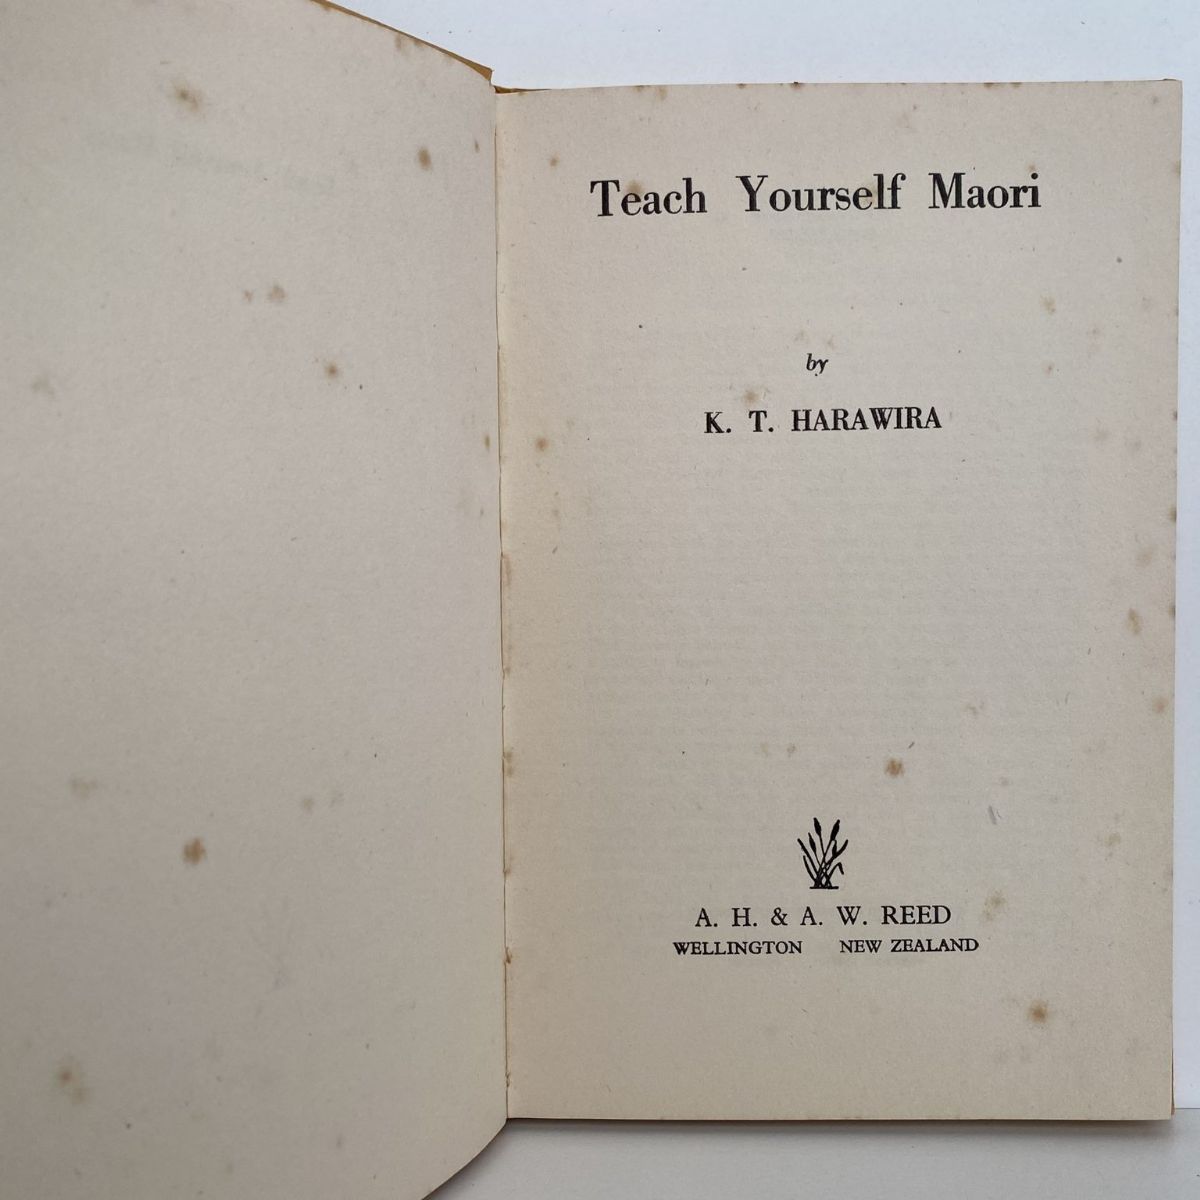 Teach Yourself Maori
by
K. T. HARAWIRA
A. H. & A. W. REED
WELLINGTON NEW ZEALAND